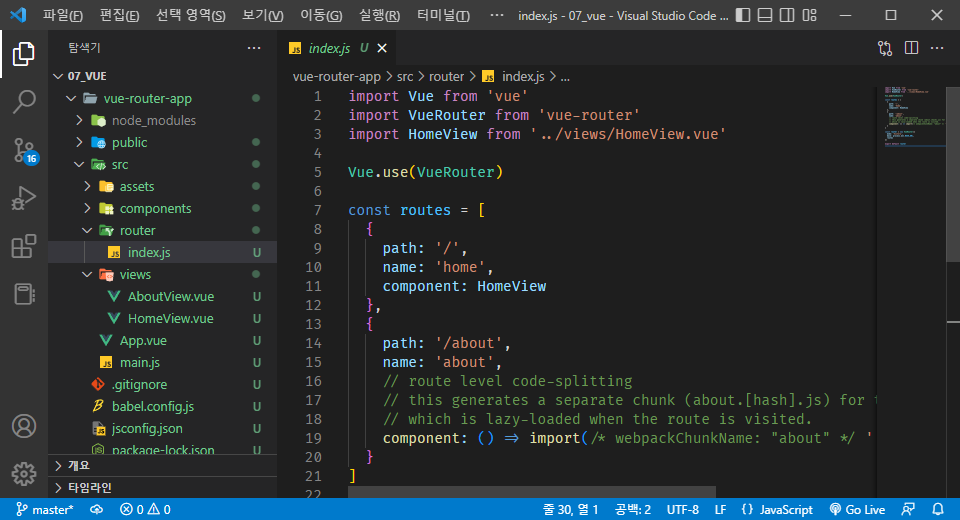 파일(F) 편집(E) 선택 영역(S) 보기(V) 이동(G) 실행(R) 터미널(T) ··· index.js - 07_vue - Visual Studio Code ...
탐색기 ···
07_VUE
vue-router-app
node_modules
public
src
assets
components
router
index.js U
views
AboutView.vue U
HomeView.vue U
App.vue U
main.js U
.gitignore U
babel.config.js U
jsconfig.json U
package-lock.json U
개요
타임라인
16
JS index.js U
vue-router-app > src > router > JS index.js > ...
1 import Vue from 'vue'
2 import VueRouter from 'vue-router'
3 import HomeView from '../views/HomeView.vue'
4
5 Vue.use(VueRouter)
6
7 const routes = [
8 {
9 path: '/',
10 name: 'home',
11 component: HomeView
12 },
13 {
14 path: '/about',
15 name: 'about',
16 // route level code-splitting
17 // this generates a separate chunk (about.[hash].js) for
18 // which is lazy-loaded when the route is visited.
19 component: () => import(/* webpackChunkName: "about" */ '
20 }
21 ]
22
master* 0 0 줄 30, 열 1 공백: 2 UTF-8 LF {} JavaScript Go Live